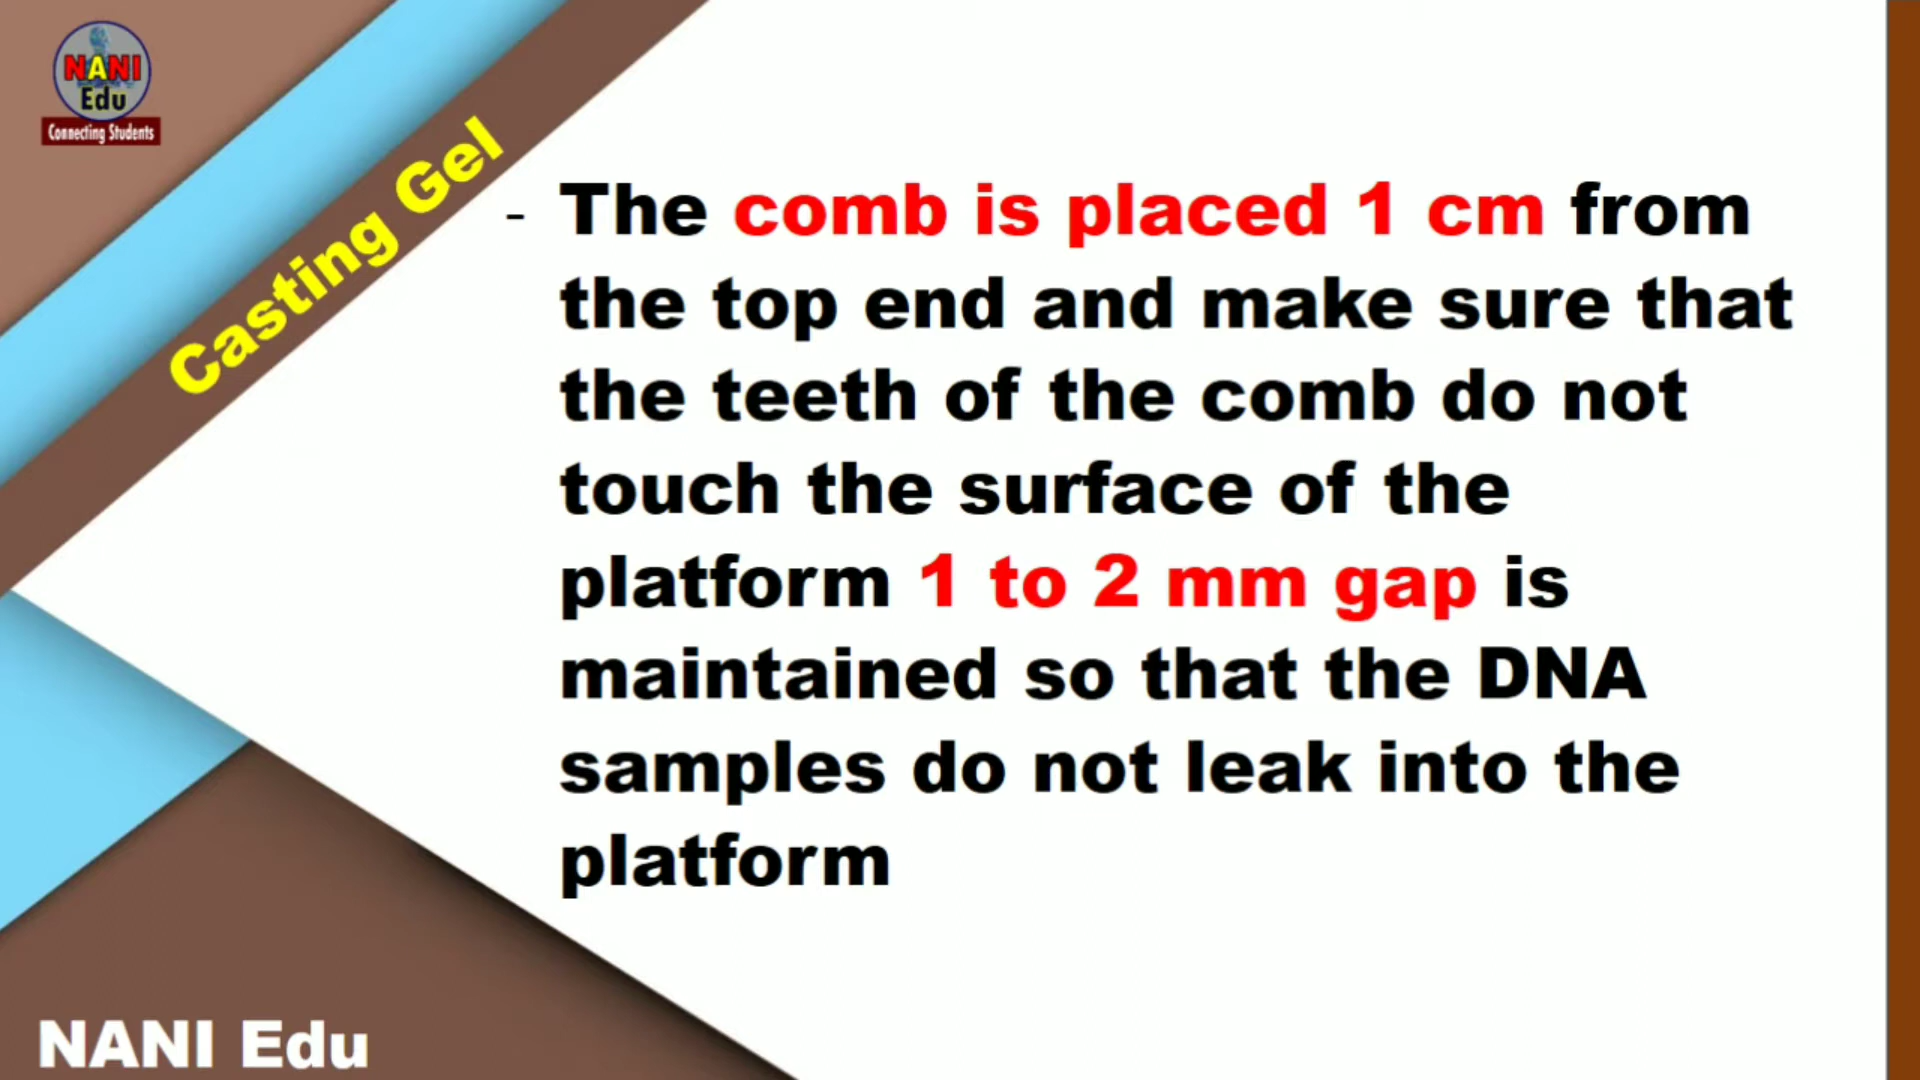 NANI
Edu
Connecting Students
Casting Gel
- The comb is placed 1 cm from
the top end and make sure that
the teeth of the comb do not
touch the surface of the
platform 1 to 2 mm gap is
maintained so that the DNA
samples do not leak into the
platform
NANI Edu